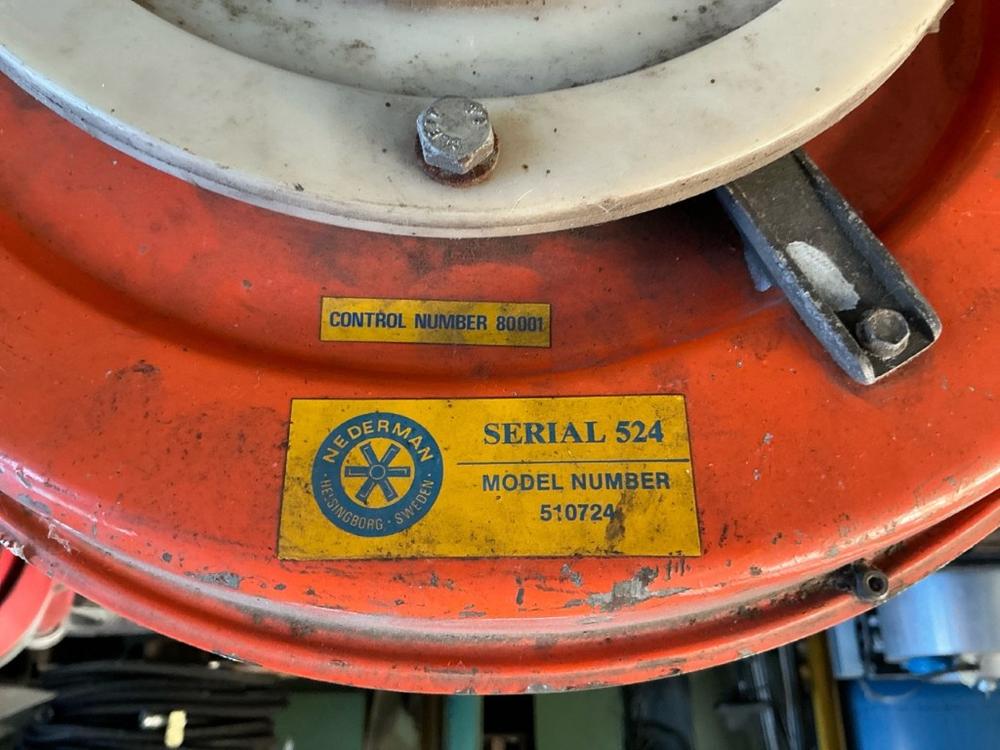 CONTROL NUMBER 80001
NEDERMAN
HELSINGBORG · SWEDEN
SERIAL 524
MODEL NUMBER
510724